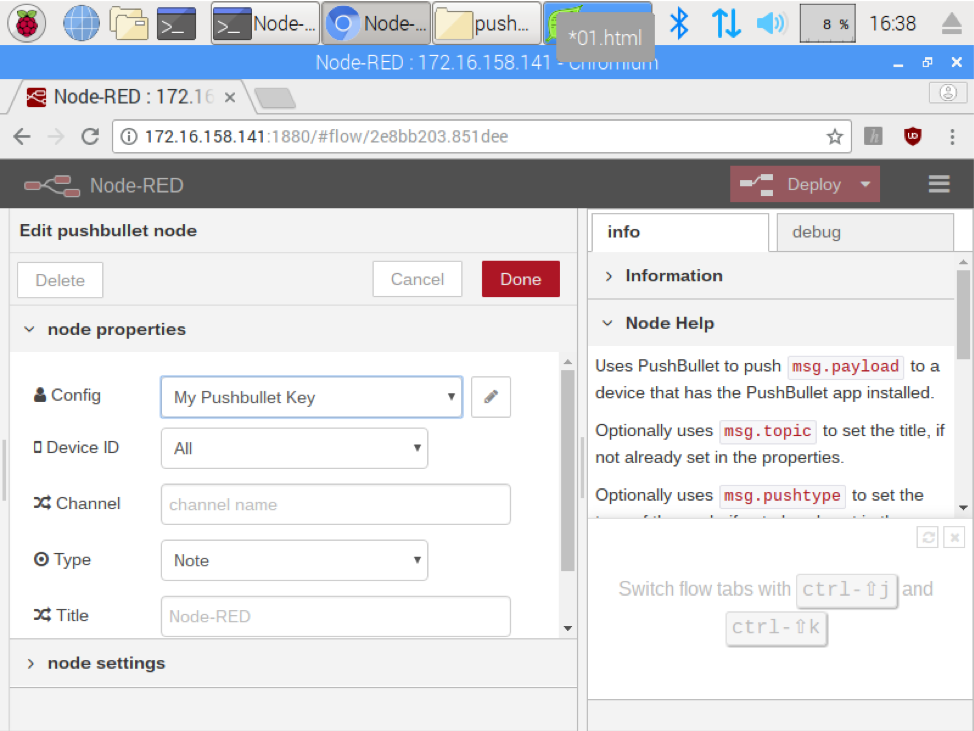 Node-...
Node-...
push...
*01.html
8 %
16:38
Node-RED : 172.16.158.141 - Chromium
Node-RED : 172.16
172.16.158.141:1880/#flow/2e8bb203.851dee
h
Node-RED
Deploy
Edit pushbullet node
Delete
Cancel
Done
node properties
Config
My Pushbullet Key
Device ID
All
Channel
channel name
Type
Note
Title
Node-RED
node settings
info
debug
Information
Node Help
Uses PushBullet to push msg.payload to a
device that has the PushBullet app installed.
Optionally uses msg.topic to set the title, if
not already set in the properties.
Optionally uses msg.pushtype to set the
Switch flow tabs with ctrl-⇧j and
ctrl-⇧k